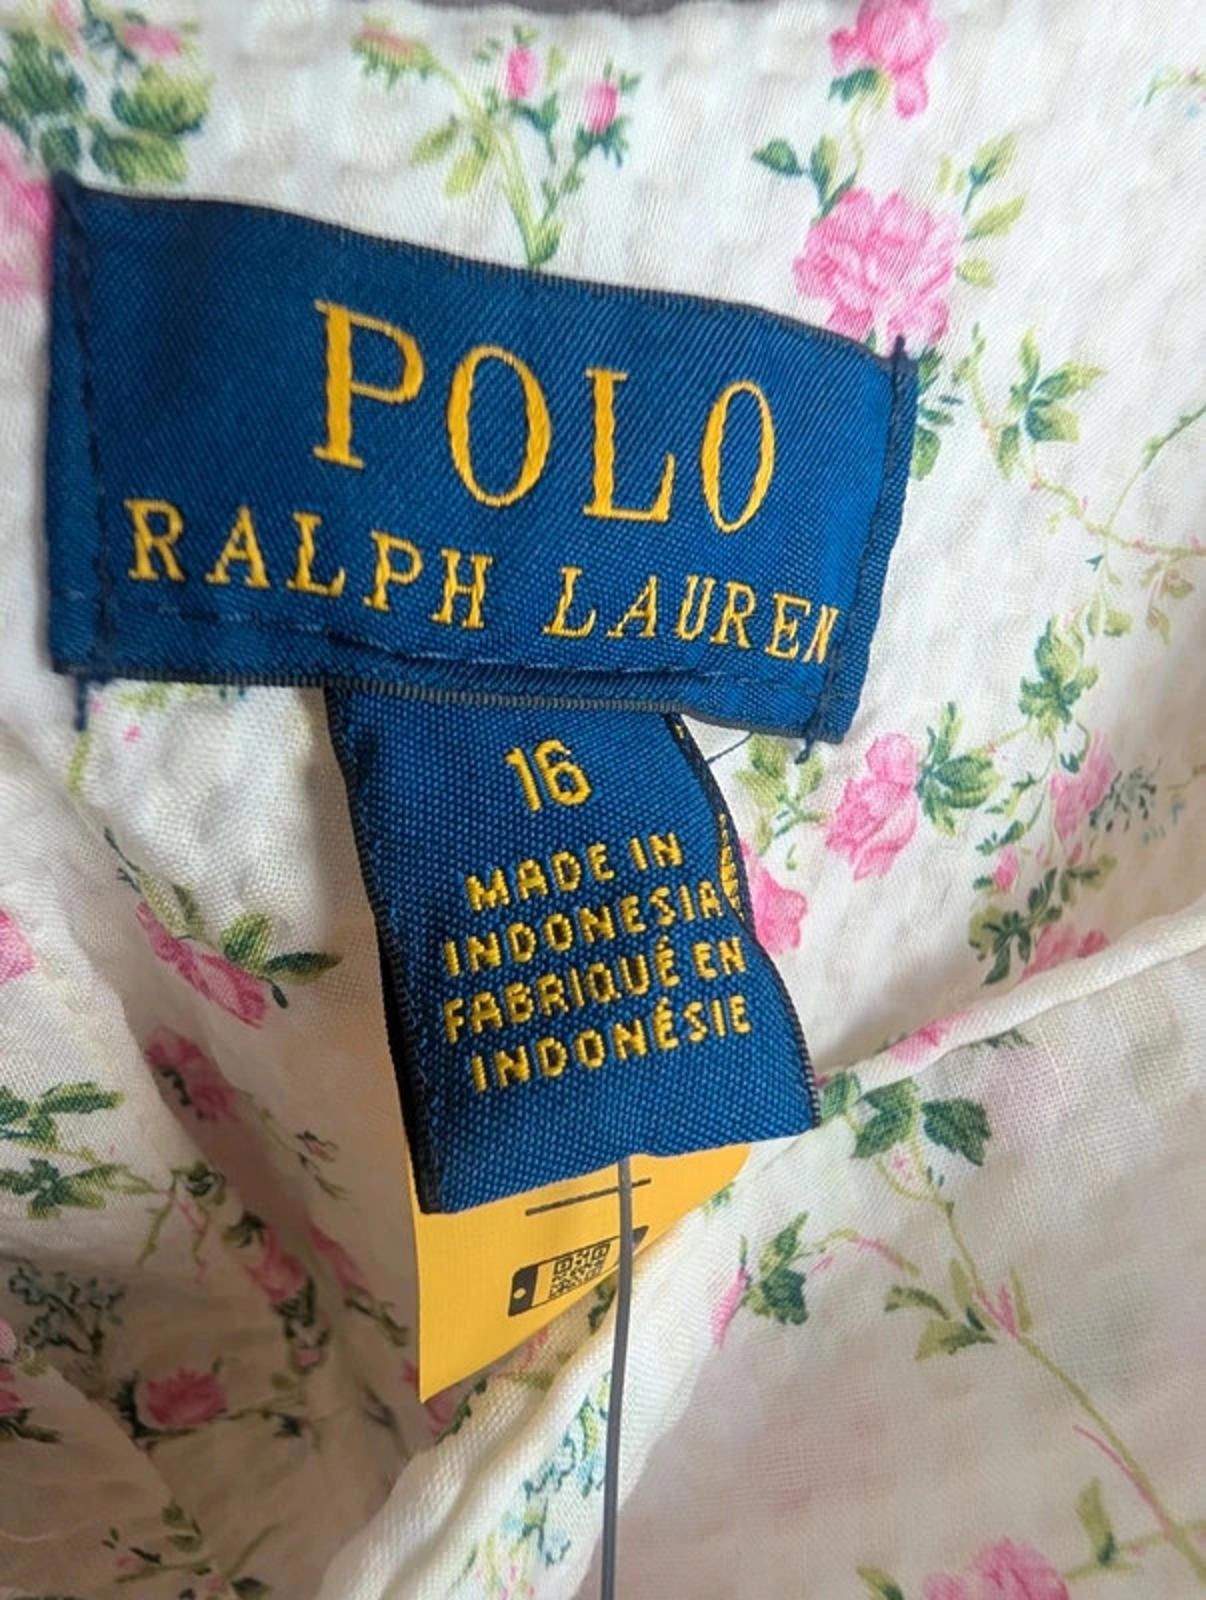 POLO
RALPH LAUREN
16
MADE IN
INDONESIA
FABRIQUÉ EN
INDONÉSIE